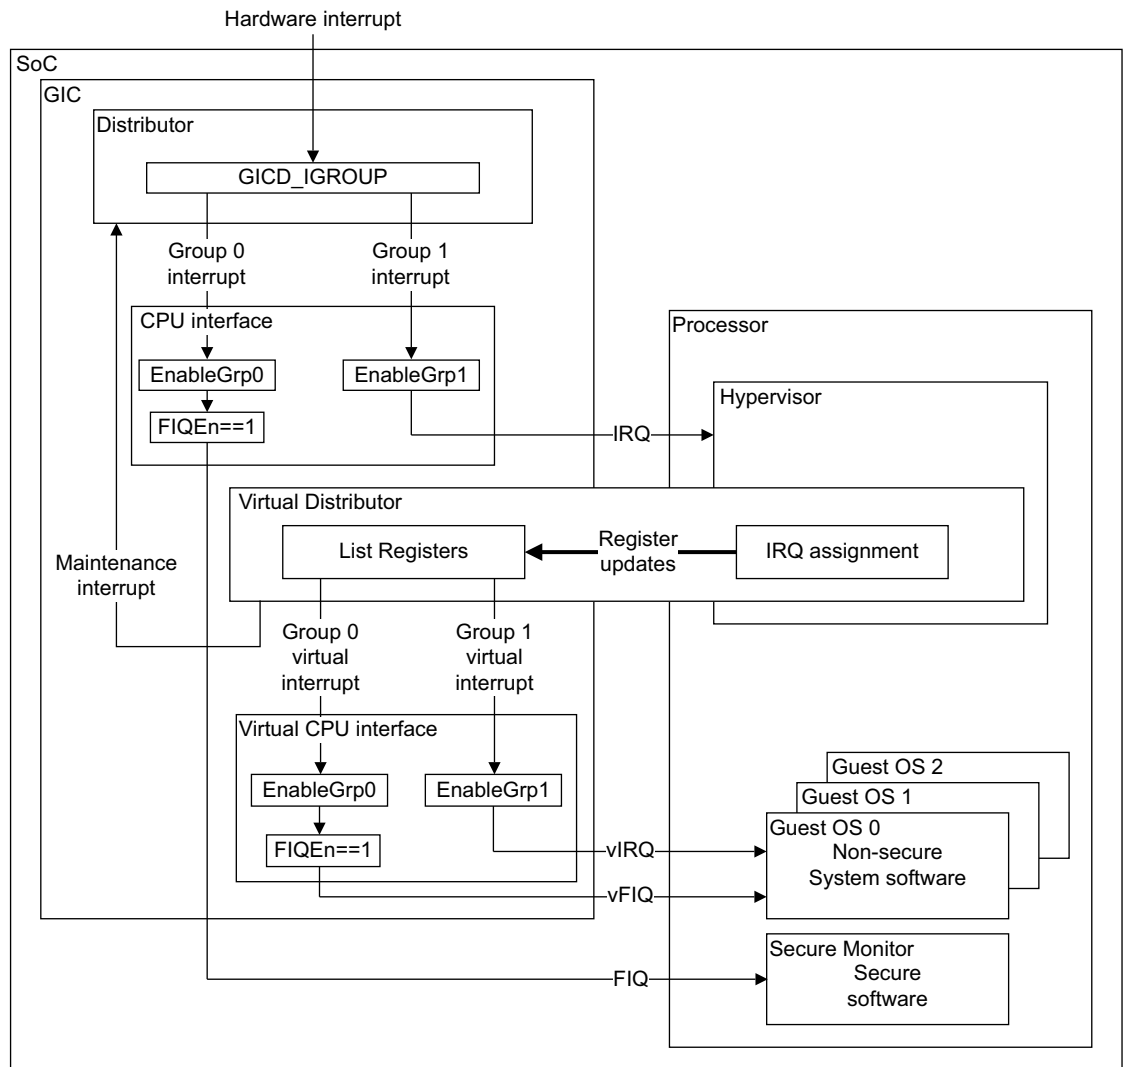 Hardware interrupt
SoC
GIC
Distributor
GICD_IGROUP
Group 0
interrupt
Group 1
interrupt
CPU interface
EnableGrp0
EnableGrp1
FIQEn==1
IRQ
Processor
Hypervisor
Virtual Distributor
List Registers
Register
updates
IRQ assignment
Maintenance
interrupt
Group 0
virtual
interrupt
Group 1
virtual
interrupt
Virtual CPU interface
EnableGrp0
EnableGrp1
FIQEn==1
vIRQ
vFIQ
Guest OS 2
Guest OS 1
Guest OS 0
Non-secure
System software
FIQ
Secure Monitor
Secure
software